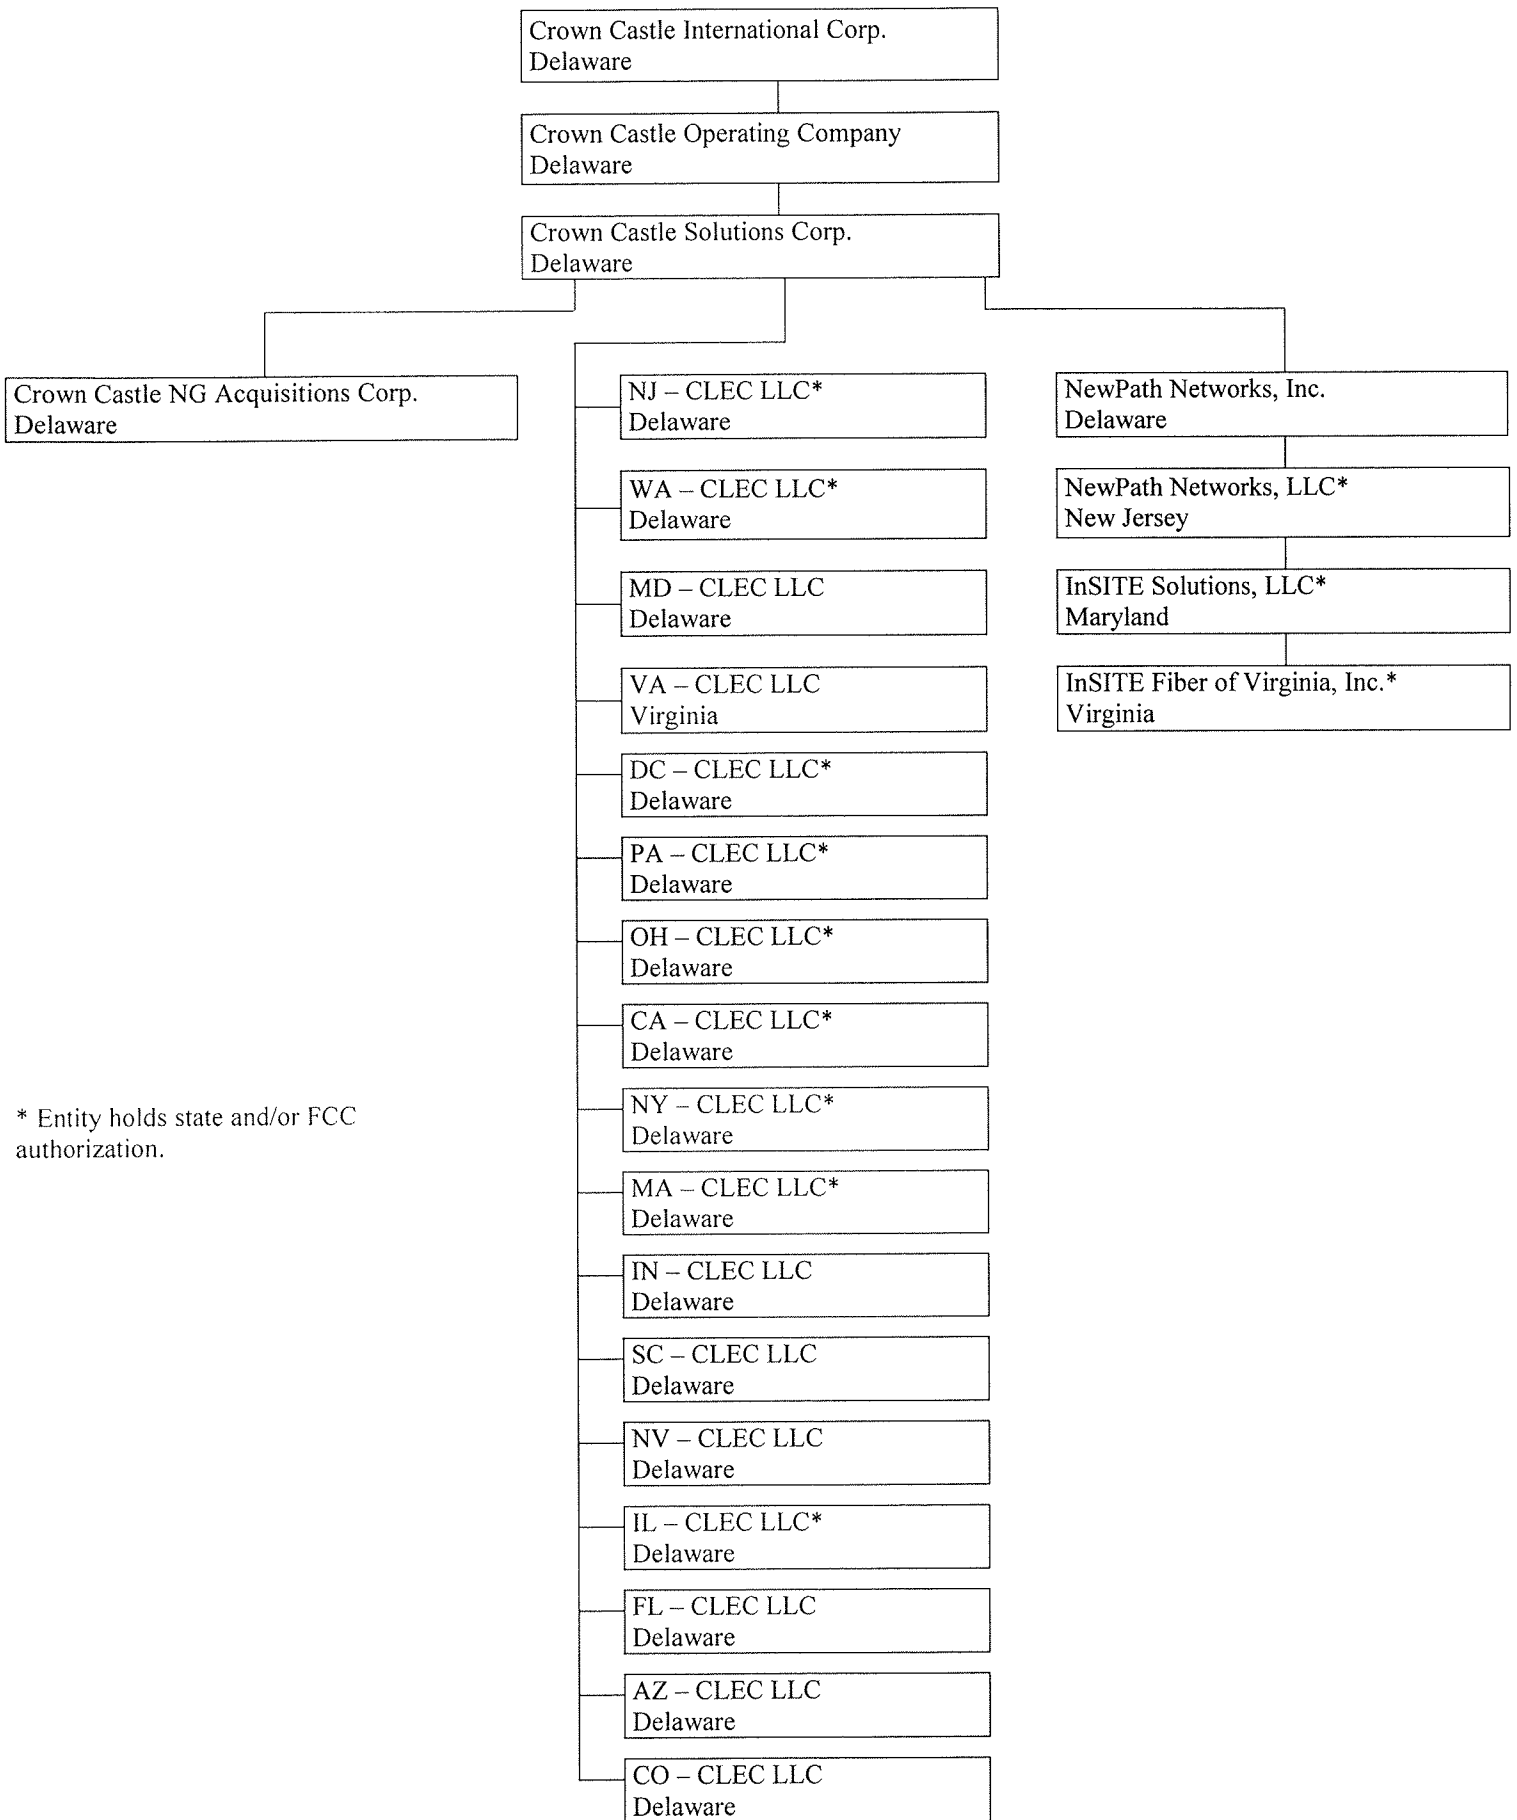 Crown Castle International Corp.
Delaware
Crown Castle Operating Company
Delaware
Crown Castle Solutions Corp.
Delaware
Crown Castle NG Acquisitions Corp.
Delaware
NJ – CLEC LLC*
Delaware
WA – CLEC LLC*
Delaware
MD – CLEC LLC
Delaware
VA – CLEC LLC
Virginia
DC – CLEC LLC*
Delaware
PA – CLEC LLC*
Delaware
OH – CLEC LLC*
Delaware
CA – CLEC LLC*
Delaware
NY – CLEC LLC*
Delaware
MA – CLEC LLC*
Delaware
IN – CLEC LLC
Delaware
SC – CLEC LLC
Delaware
NV – CLEC LLC
Delaware
IL – CLEC LLC*
Delaware
FL – CLEC LLC
Delaware
AZ – CLEC LLC
Delaware
CO – CLEC LLC
Delaware
NewPath Networks, Inc.
Delaware
NewPath Networks, LLC*
New Jersey
InSITE Solutions, LLC*
Maryland
InSITE Fiber of Virginia, Inc.*
Virginia
* Entity holds state and/or FCC
authorization.